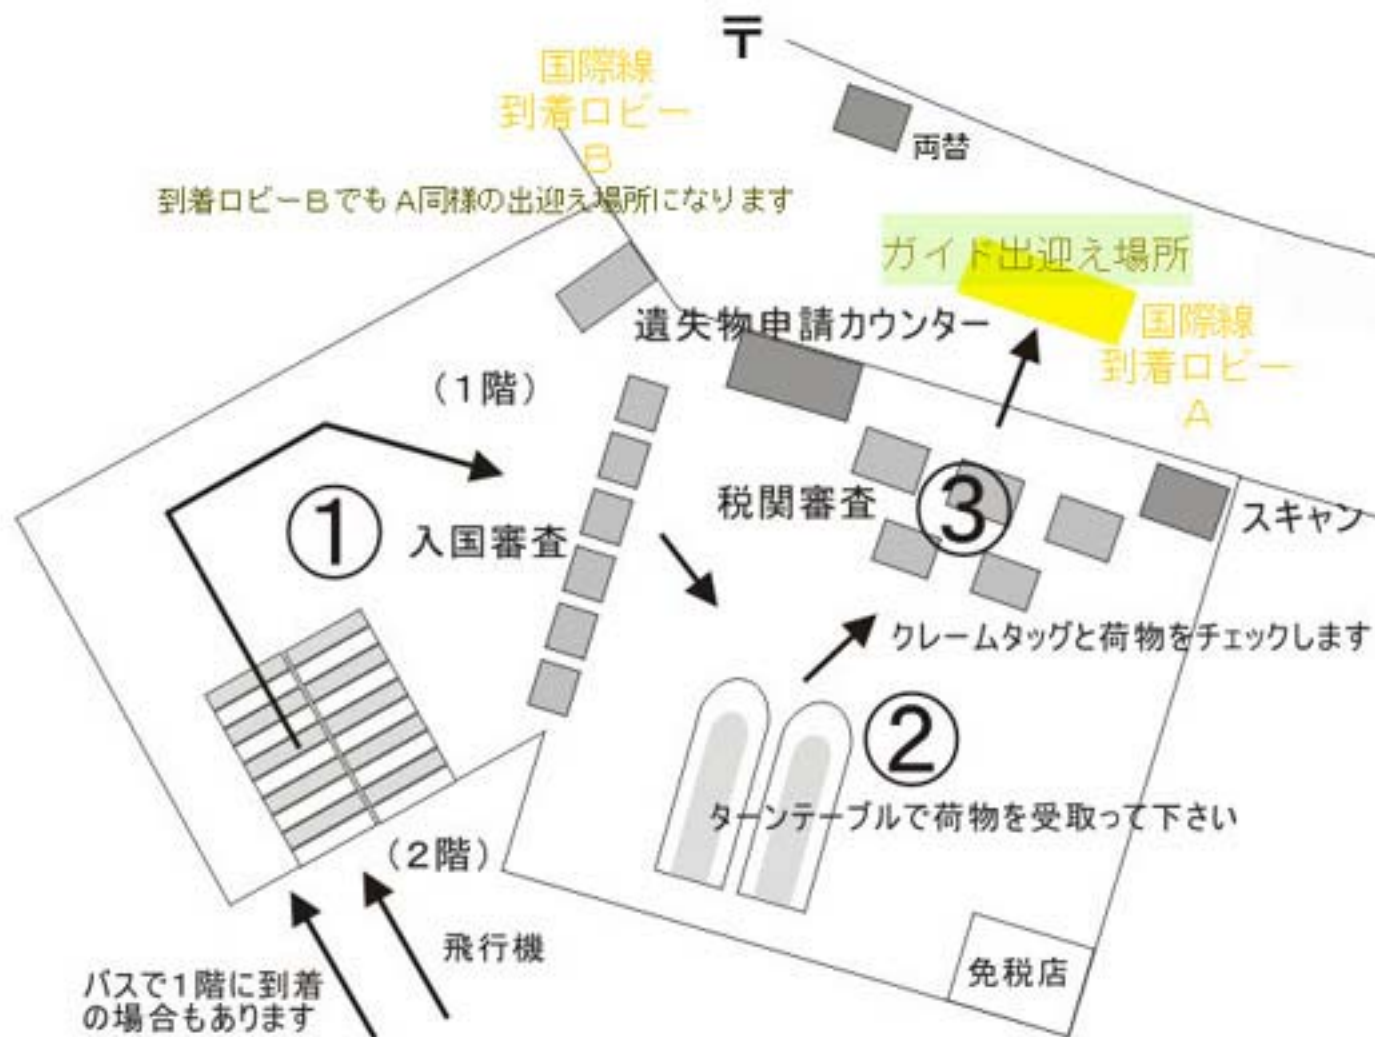 〒
国際線
到着ロビー
B
両替
到着ロビーBでもA同様の出迎え場所になります
ガイド出迎え場所
遺失物申請カウンター
国際線
到着ロビー
A
(1階)
① 入国審査
税関審査 ③
スキャン
クレームタッグと荷物をチェックします
②
ターンテーブルで荷物を受取って下さい
(2階)
飛行機
免税店
バスで1階に到着
の場合もあります